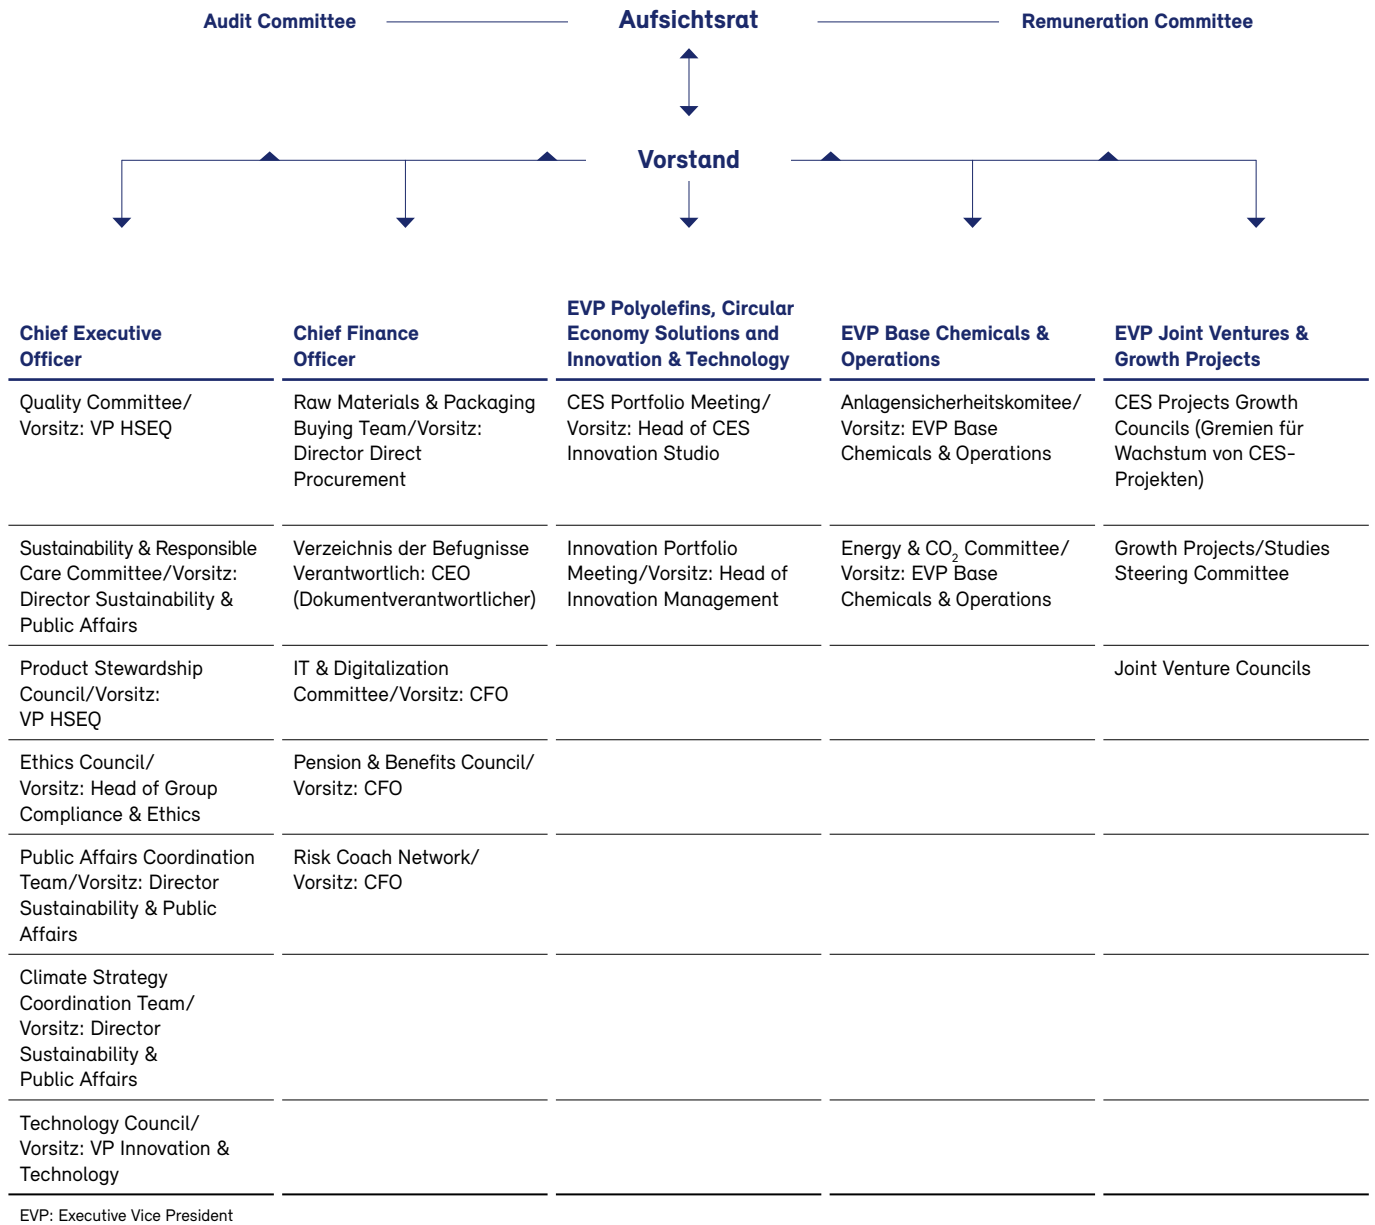 Audit Committee
Aufsichtsrat
Remuneration Committee
Vorstand
Chief Executive
Officer
Chief Finance
Officer
EVP Polyolefins, Circular
Economy Solutions and
Innovation & Technology
EVP Base Chemicals &
Operations
EVP Joint Ventures &
Growth Projects
Quality Committee/
Vorsitz: VP HSEQ
Raw Materials & Packaging
Buying Team/Vorsitz:
Director Direct
Procurement
CES Portfolio Meeting/
Vorsitz: Head of CES
Innovation Studio
Anlagensicherheitskomitee/
Vorsitz: EVP Base
Chemicals & Operations
CES Projects Growth
Councils (Gremien für
Wachstum von CES-
Projekten)
Sustainability & Responsible
Care Committee/Vorsitz:
Director Sustainability &
Public Affairs
Verzeichnis der Befugnisse
Verantwortlich: CEO
(Dokumentverantwortlicher)
Innovation Portfolio
Meeting/Vorsitz: Head of
Innovation Management
Energy & CO₂ Committee/
Vorsitz: EVP Base
Chemicals & Operations
Growth Projects/Studies
Steering Committee
Product Stewardship
Council/Vorsitz:
VP HSEQ
IT & Digitalization
Committee/Vorsitz: CFO
Joint Venture Councils
Ethics Council/
Vorsitz: Head of Group
Compliance & Ethics
Pension & Benefits Council/
Vorsitz: CFO
Public Affairs Coordination
Team/Vorsitz: Director
Sustainability & Public
Affairs
Risk Coach Network/
Vorsitz: CFO
Climate Strategy
Coordination Team/
Vorsitz: Director
Sustainability &
Public Affairs
Technology Council/
Vorsitz: VP Innovation &
Technology
EVP: Executive Vice President